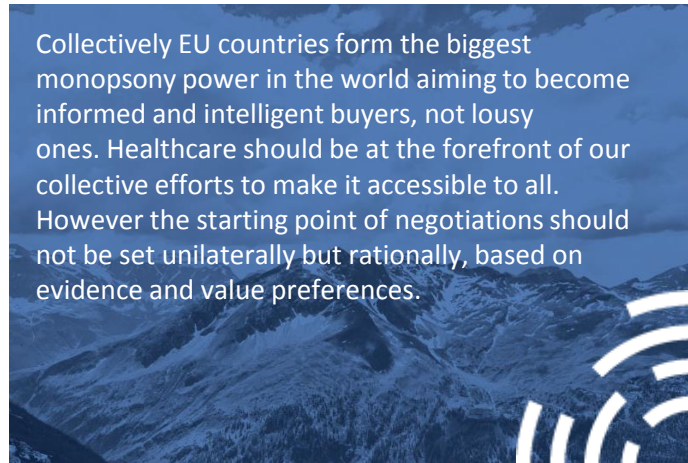 Collectively EU countries form the biggest
monopsony power in the world aiming to become
informed and intelligent buyers, not lousy
ones. Healthcare should be at the forefront of our
collective efforts to make it accessible to all.
However the starting point of negotiations should
not be set unilaterally but rationally, based on
evidence and value preferences.